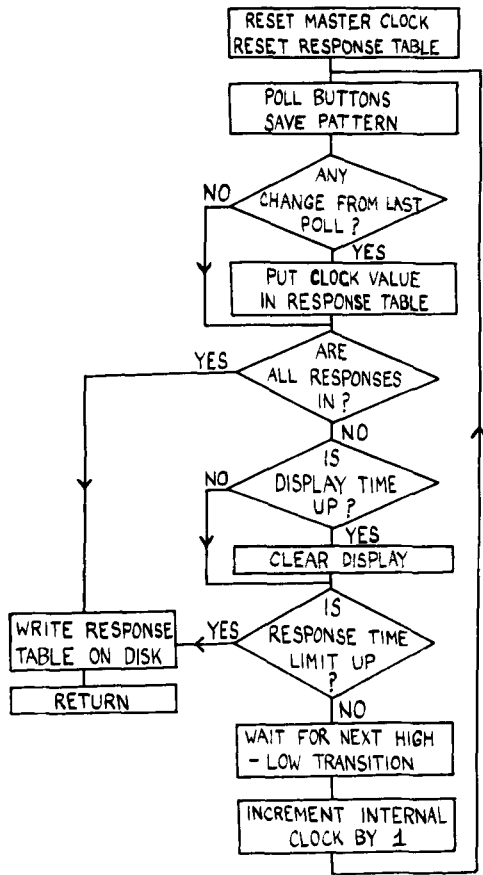 RESET MASTER CLOCK
RESET RESPONSE TABLE
POLL BUTTONS
SAVE PATTERN
ANY
CHANGE FROM LAST
POLL ?
NO
YES
PUT CLOCK VALUE
IN RESPONSE TABLE
ARE
ALL RESPONSES
IN ?
YES
NO
IS
DISPLAY TIME
UP ?
NO
YES
CLEAR DISPLAY
IS
RESPONSE TIME
LIMIT UP
?
YES
WRITE RESPONSE
TABLE ON DISK
RETURN
NO
WAIT FOR NEXT HIGH
- LOW TRANSITION
INCREMENT INTERNAL
CLOCK BY 1